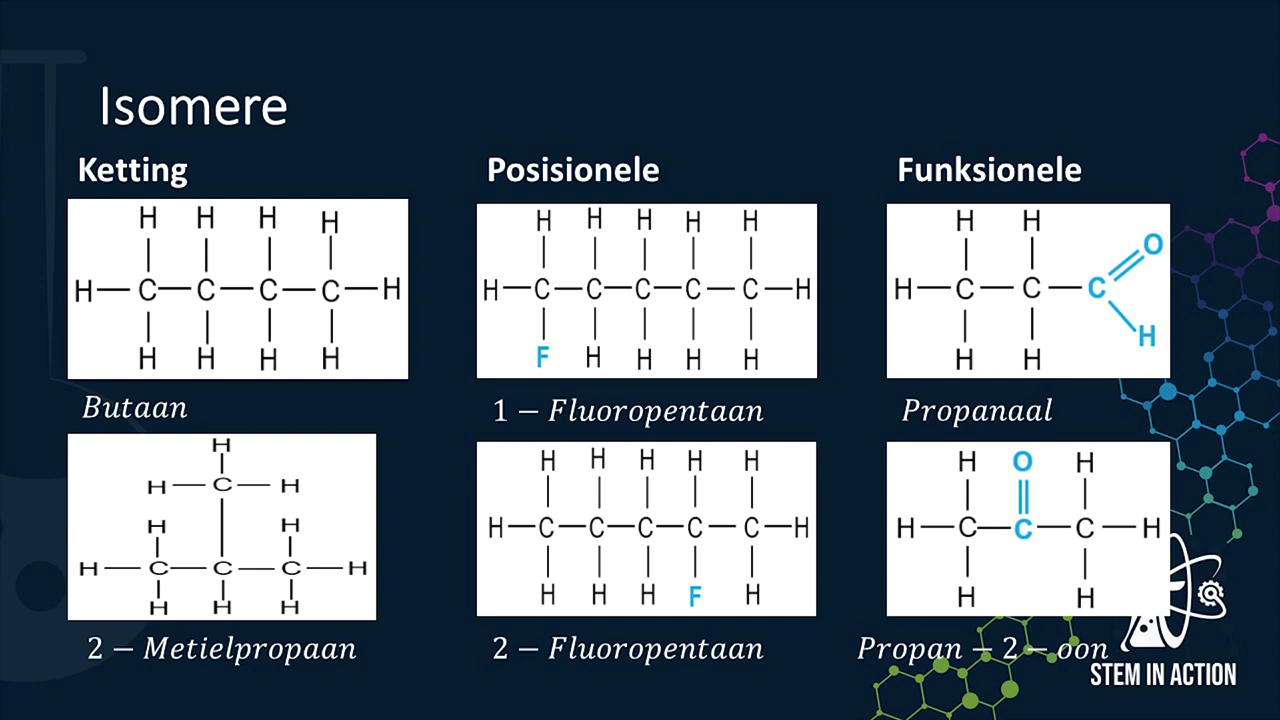 Isomere
Ketting
H H H H
H C C C C H
H H H H
Butaan
H
H C H
H H
H C C C H
H H H
2 − Metielpropaan
Posisionele
H H H H H
H C C C C C H
F H H H H
1 − Fluoropentaan
H H H H H
H C C C C C H
H H H F H
2 − Fluoropentaan
Funksionele
H H O
H C C C
H H H
Propanaal
H O H
H C C C H
H H
Propan − 2 − oon
STEM IN ACTION